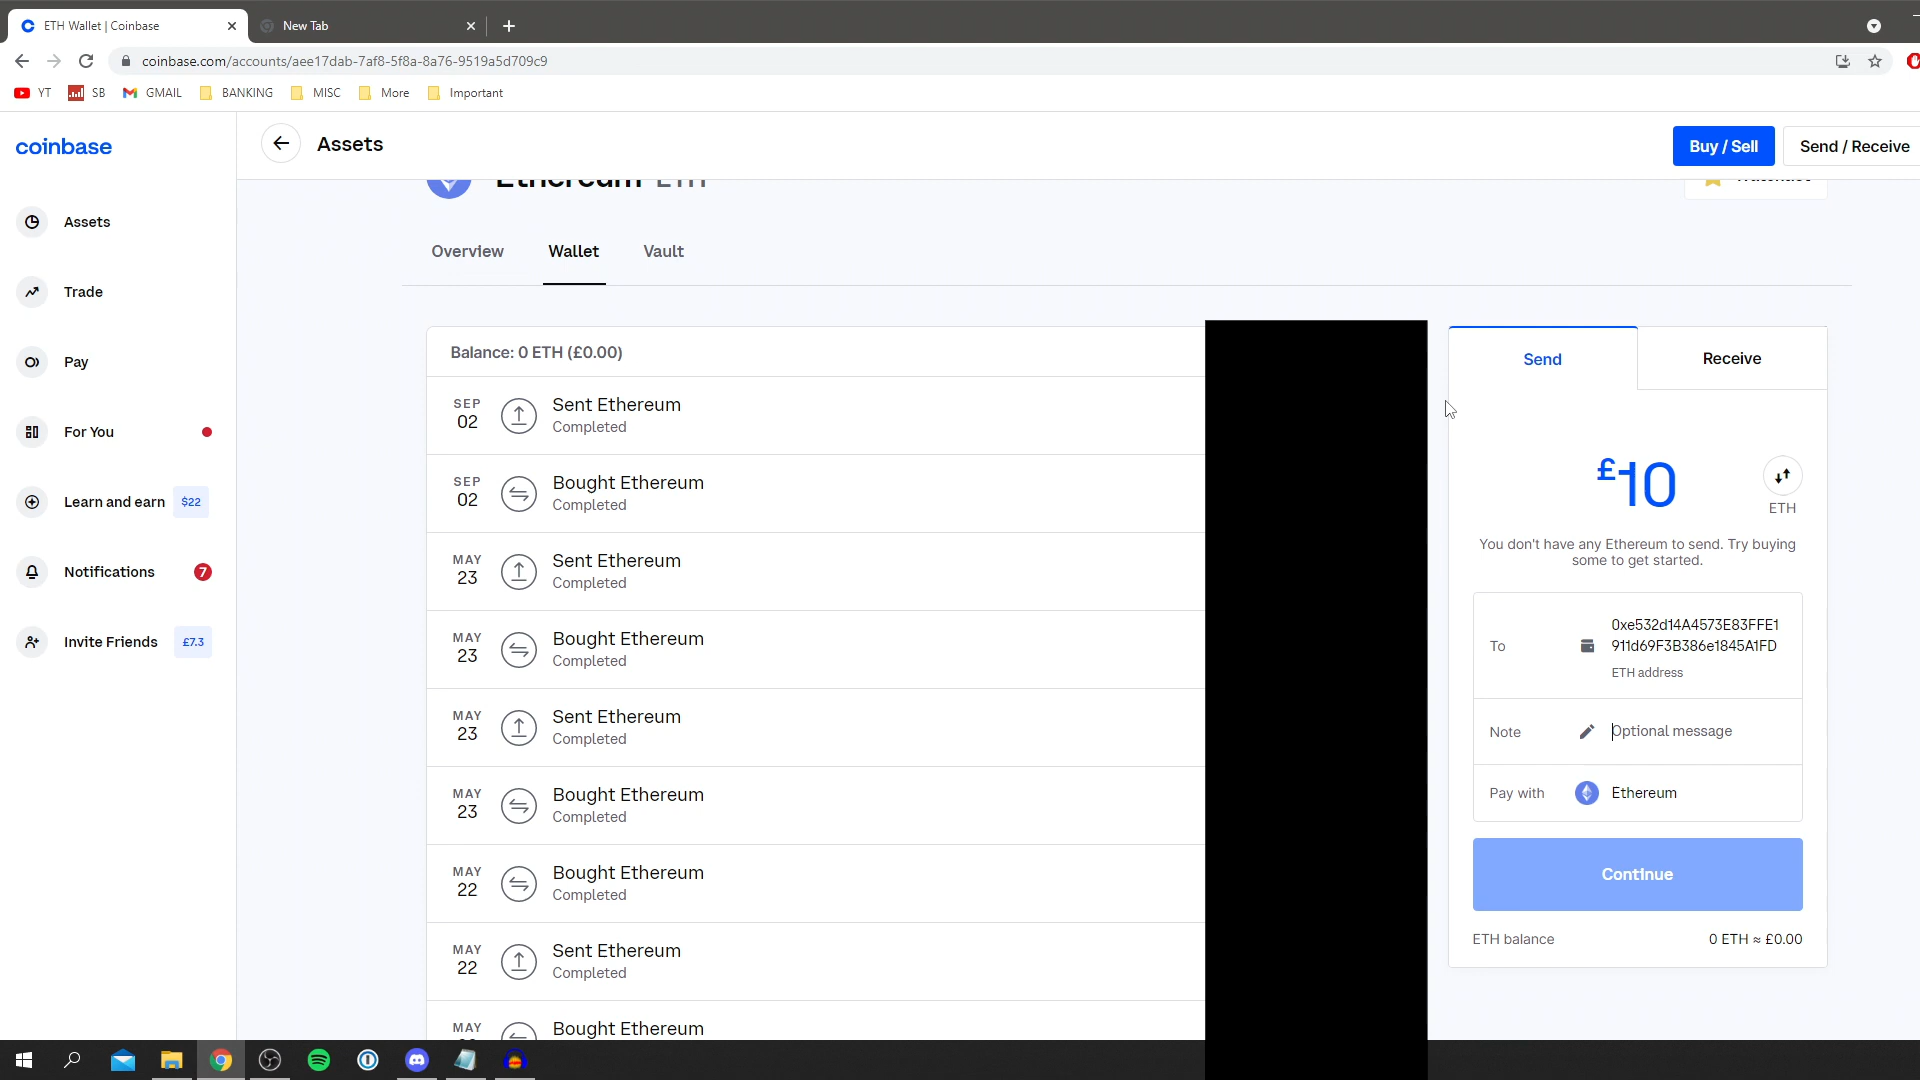 ETH Wallet | Coinbase
New Tab
coinbase.com/accounts/aee17dab-7af8-5f8a-8a76-9519a5d709c9
YT
SB
GMAIL
BANKING
MISC
More
Important
coinbase
Assets
Buy / Sell
Send / Receive
Ethereum ETH
Watchlist
Assets
Trade
Pay
For You
Learn and earn
$22
Notifications
7
Invite Friends
£7.3
Overview
Wallet
Vault
Balance: 0 ETH (£0.00)
SEP
02
Sent Ethereum
Completed
SEP
02
Bought Ethereum
Completed
MAY
23
Sent Ethereum
Completed
MAY
23
Bought Ethereum
Completed
MAY
23
Sent Ethereum
Completed
MAY
23
Bought Ethereum
Completed
MAY
22
Bought Ethereum
Completed
MAY
22
Sent Ethereum
Completed
MAY
Bought Ethereum
Send
Receive
£10
ETH
You don't have any Ethereum to send. Try buying
some to get started.
To
0xe532d14A4573E83FFE1
911d69F3B386e1845A1FD
ETH address
Note
Optional message
Pay with
Ethereum
Continue
ETH balance
0 ETH ≈ £0.00